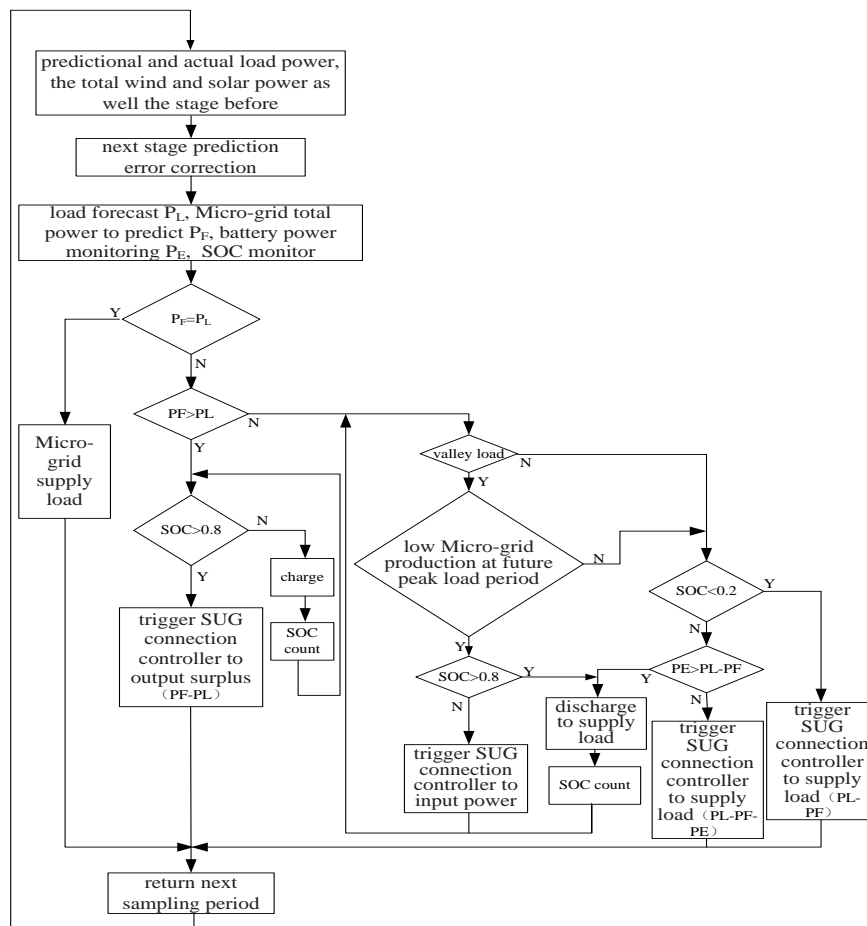 predictional and actual load power,
the total wind and solar power as
well the stage before
next stage prediction
error correction
load forecast PL, Micro-grid total
power to predict PF, battery power
monitoring PE, SOC monitor
Y
PF=PL
N
PF>PL
N
Y
Micro-
grid
supply
load
valley load
N
Y
SOC>0.8
N
Y
charge
SOC
count
low Micro-grid
production at future
peak load period
N
Y
SOC<0.2
Y
N
trigger SUG
connection
controller to
output surplus
（PF-PL）
SOC>0.8
Y
N
PE>PL-PF
Y
N
discharge
to supply
load
SOC count
trigger SUG
connection
controller to
input power
trigger
SUG
connection
controller
to supply
load（PL-PF-
PE）
trigger
SUG
connection
controller
to supply
load（PL-
PF）
return next
sampling period